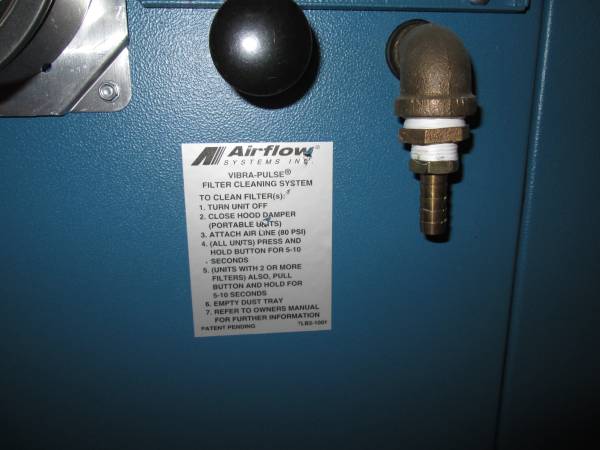 Airflow®
SYSTEMS INC.
VIBRA-PULSE®
FILTER CLEANING SYSTEM
TO CLEAN FILTER(s):
1. TURN UNIT OFF
2. CLOSE HOOD DAMPER
(PORTABLE UNITS)
3. ATTACH AIR LINE (80 PSI)
4. (ALL UNITS) PRESS AND
HOLD BUTTON FOR 5-10
SECONDS
5. (UNITS WITH 2 OR MORE
FILTERS) ALSO, PULL
BUTTON AND HOLD FOR
5-10 SECONDS
6. EMPTY DUST TRAY
7. REFER TO OWNERS MANUAL
FOR FURTHER INFORMATION
PATENT PENDING